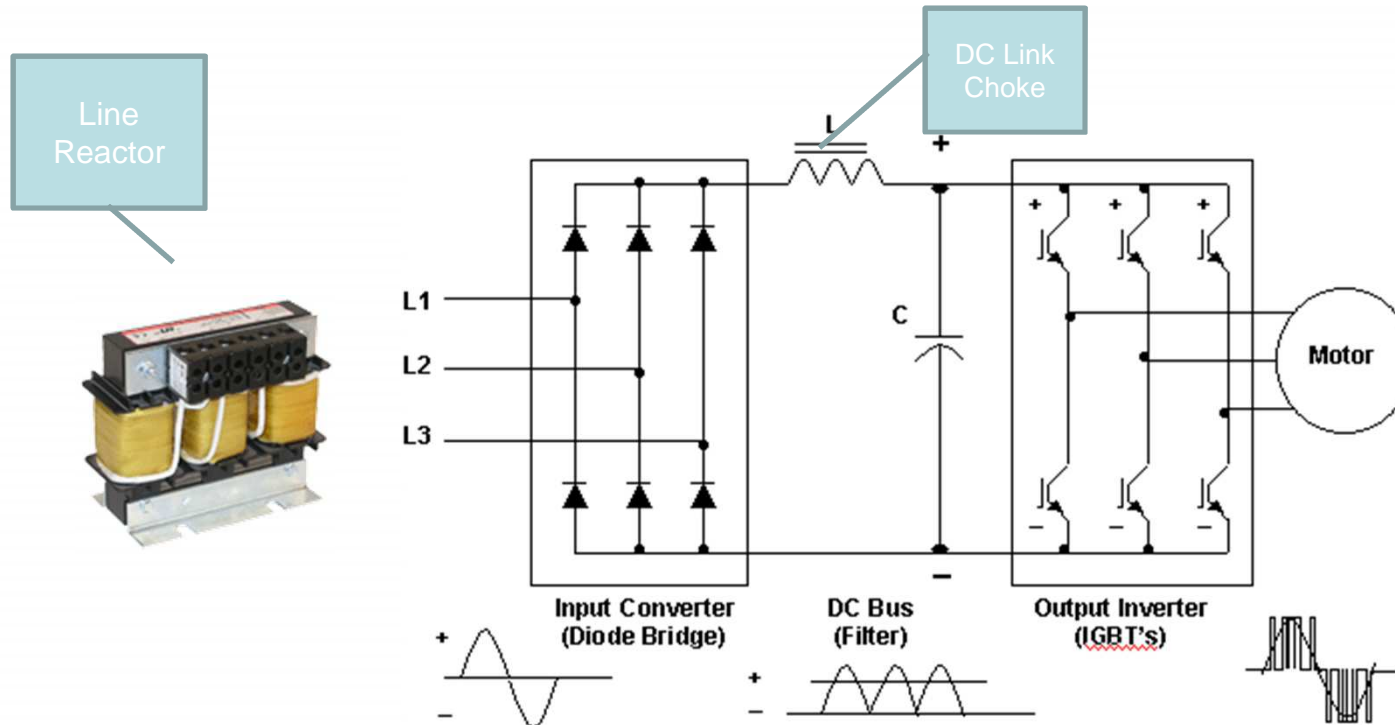 Line
Reactor
DC Link
Choke
L
+
+
+
+
L1
L2
L3
C
Motor
−
−
−
−
Input Converter
(Diode Bridge)
DC Bus
(Filter)
Output Inverter
(IGBT's)
+
−
+
−